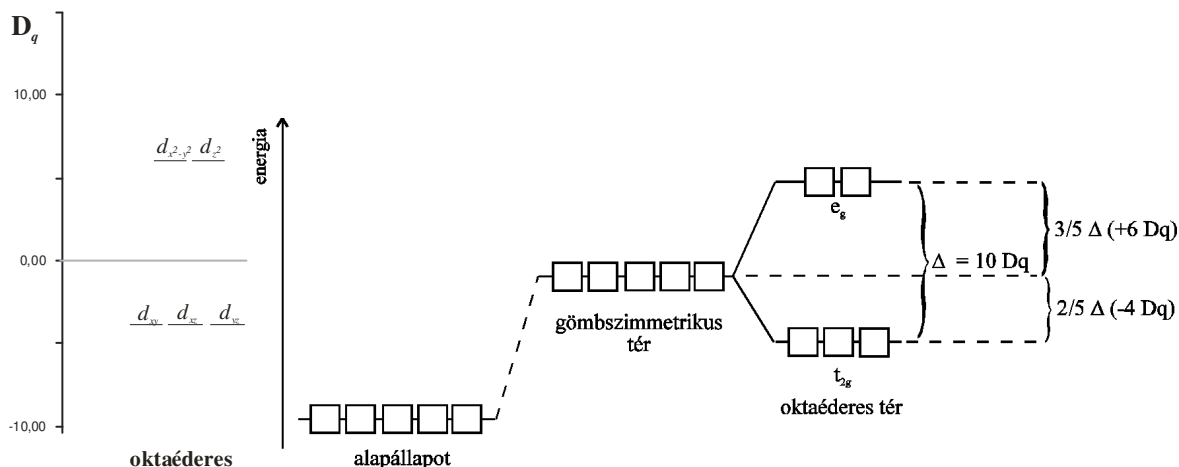 D_q
10,00
d_{x²-y²} d_{z²}
0,00
d_{xy} d_{xz} d_{yz}
-10,00
oktaéderes
energia
alapállapot
gömbszimmetrikus
tér
e_g
t_{2g}
oktaéderes tér
Δ = 10 Dq
3/5 Δ (+6 Dq)
2/5 Δ (-4 Dq)